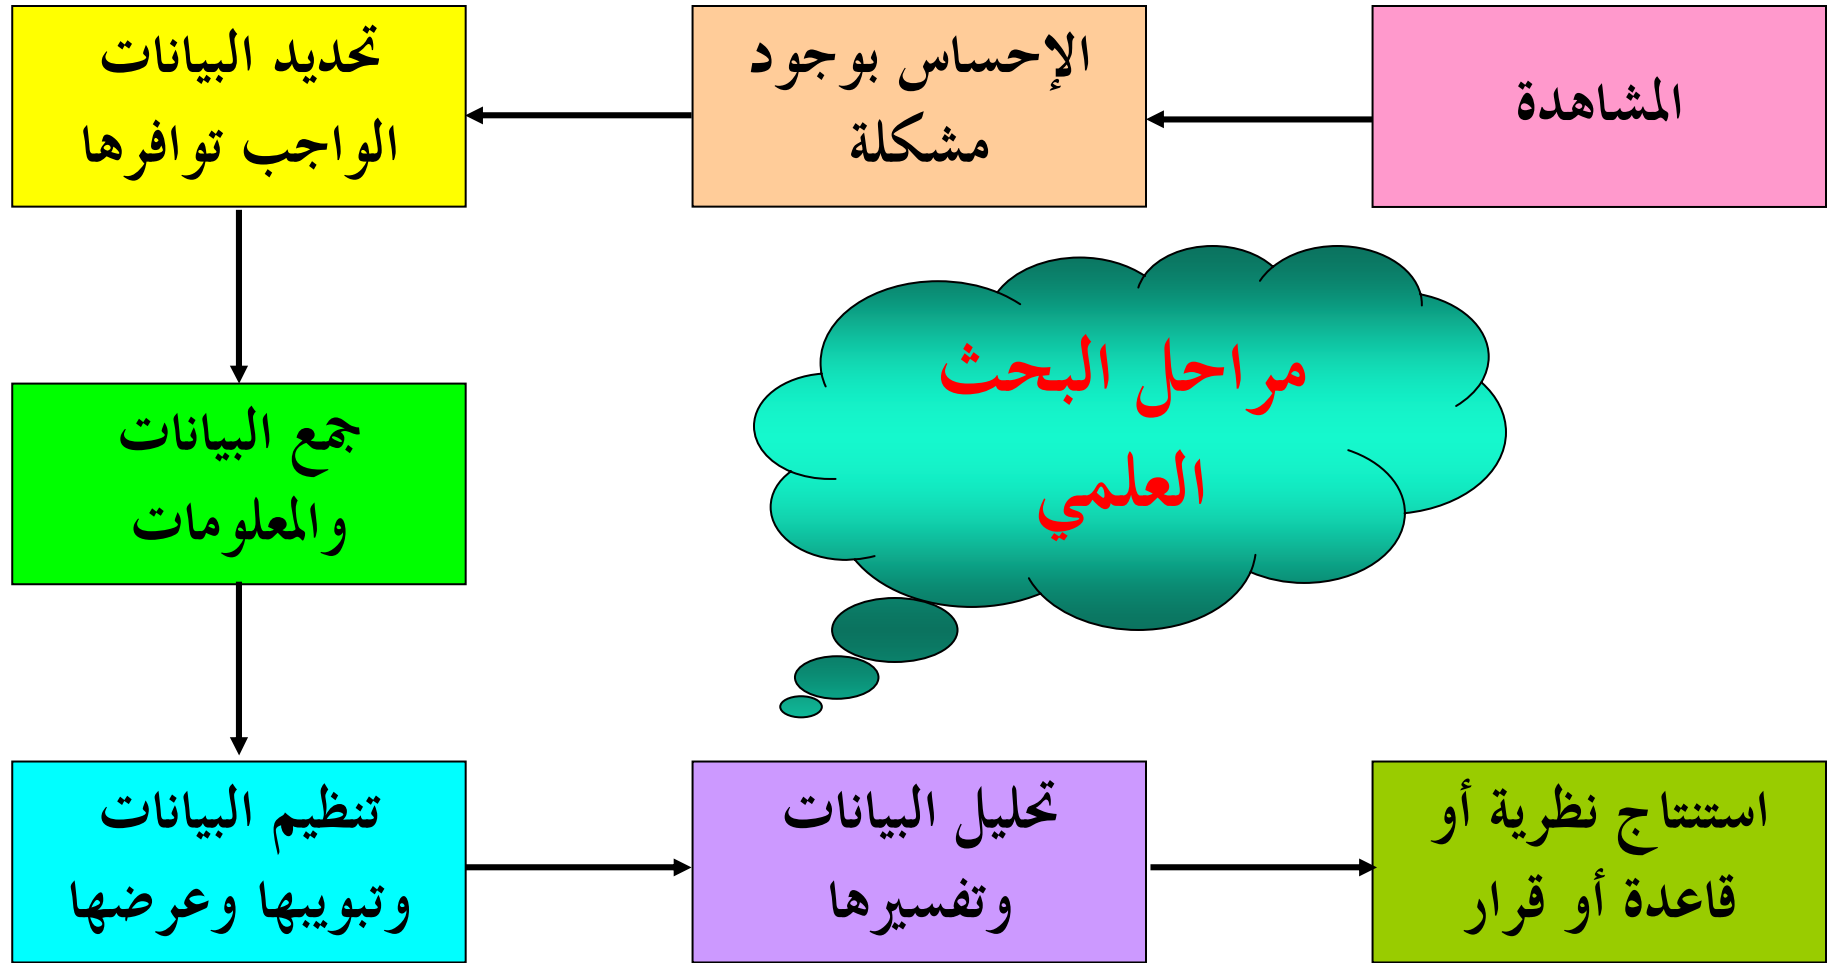 المشاهدة
الإحساس بوجود
مشكلة
تحديد البيانات
الواجب توافرها
مراحل البحث
العلمي
جمع البيانات
والمعلومات
تنظيم البيانات
وتبويبها وعرضها
تحليل البيانات
وتفسيرها
استنتاج نظرية أو
قاعدة أو قرار